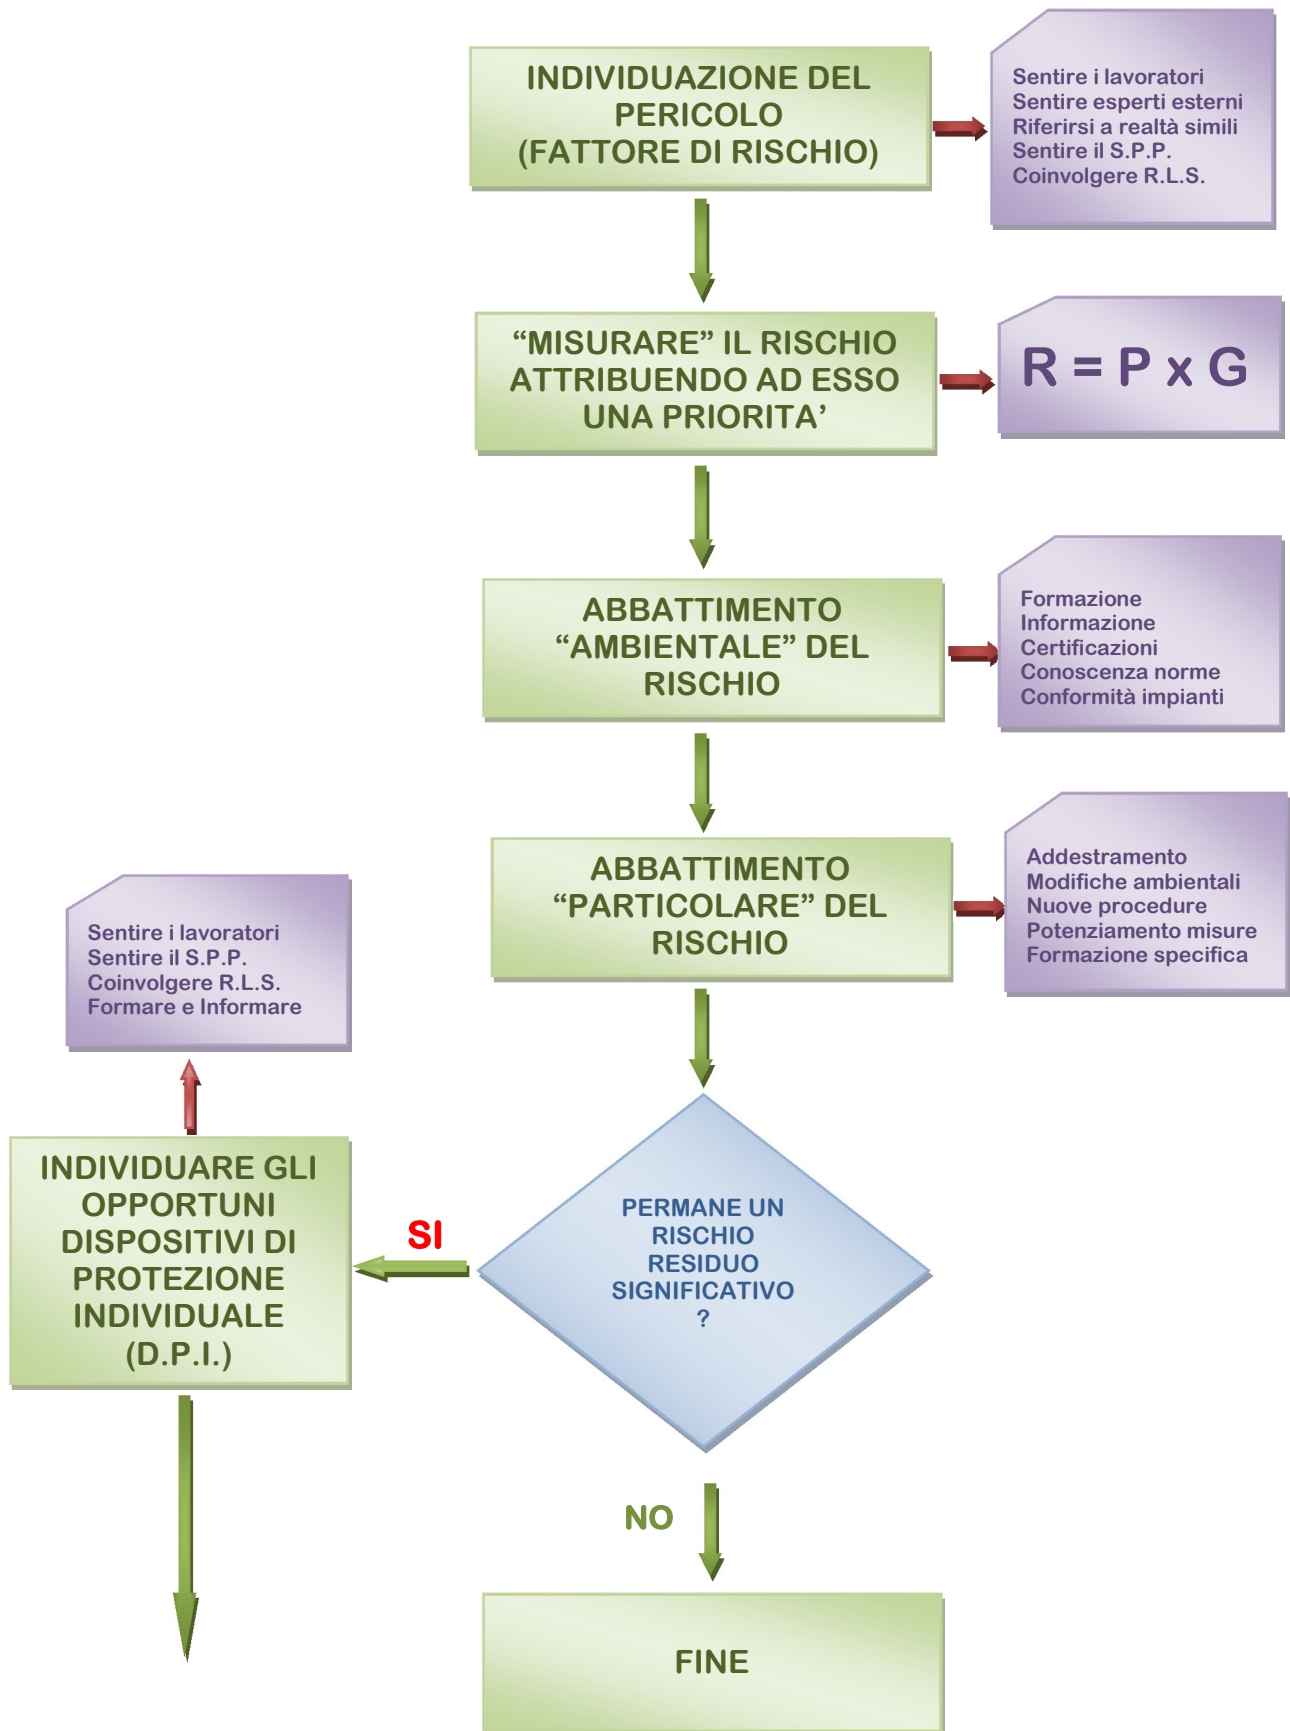 INDIVIDUAZIONE DEL
PERICOLO
(FATTORE DI RISCHIO)
Sentire i lavoratori
Sentire esperti esterni
Riferirsi a realtà simili
Sentire il S.P.P.
Coinvolgere R.L.S.
“MISURARE” IL RISCHIO
ATTRIBUENDO AD ESSO
UNA PRIORITA’
R = P x G
ABBATTIMENTO
“AMBIENTALE” DEL
RISCHIO
Formazione
Informazione
Certificazioni
Conoscenza norme
Conformità impianti
ABBATTIMENTO
“PARTICOLARE” DEL
RISCHIO
Addestramento
Modifiche ambientali
Nuove procedure
Potenziamento misure
Formazione specifica
Sentire i lavoratori
Sentire il S.P.P.
Coinvolgere R.L.S.
Formare e Informare
INDIVIDUARE GLI
OPPORTUNI
DISPOSITIVI DI
PROTEZIONE
INDIVIDUALE
(D.P.I.)
SI
PERMANE UN
RISCHIO
RESIDUO
SIGNIFICATIVO
?
NO
FINE